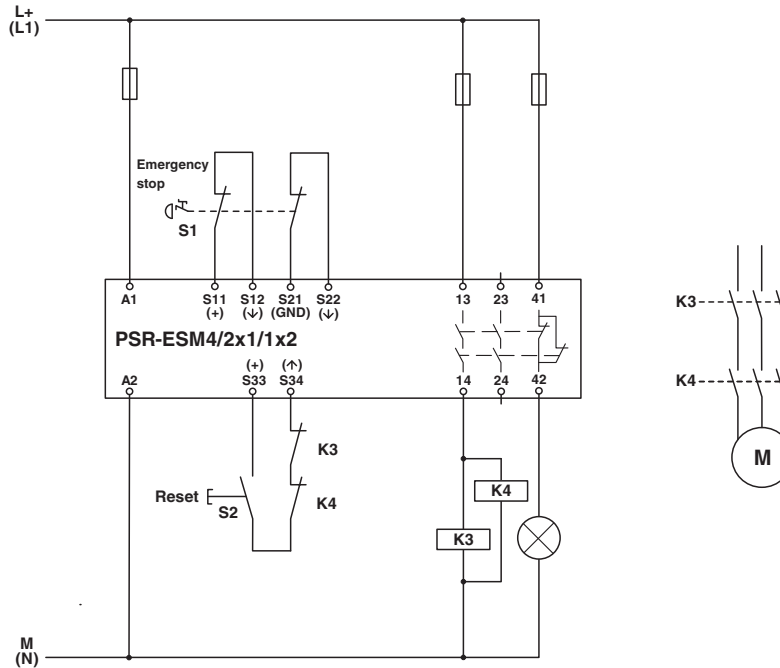 L+
(L1)
Emergency
stop
S1
A1
S11
(+)
S12
(↓)
S21
(GND)
S22
(↓)
13
23
41
PSR-ESM4/2x1/1x2
A2
(+)
S33
(↑)
S34
14
24
42
K3
K4
M
K3
K4
Reset
S2
K4
K3
M
(N)